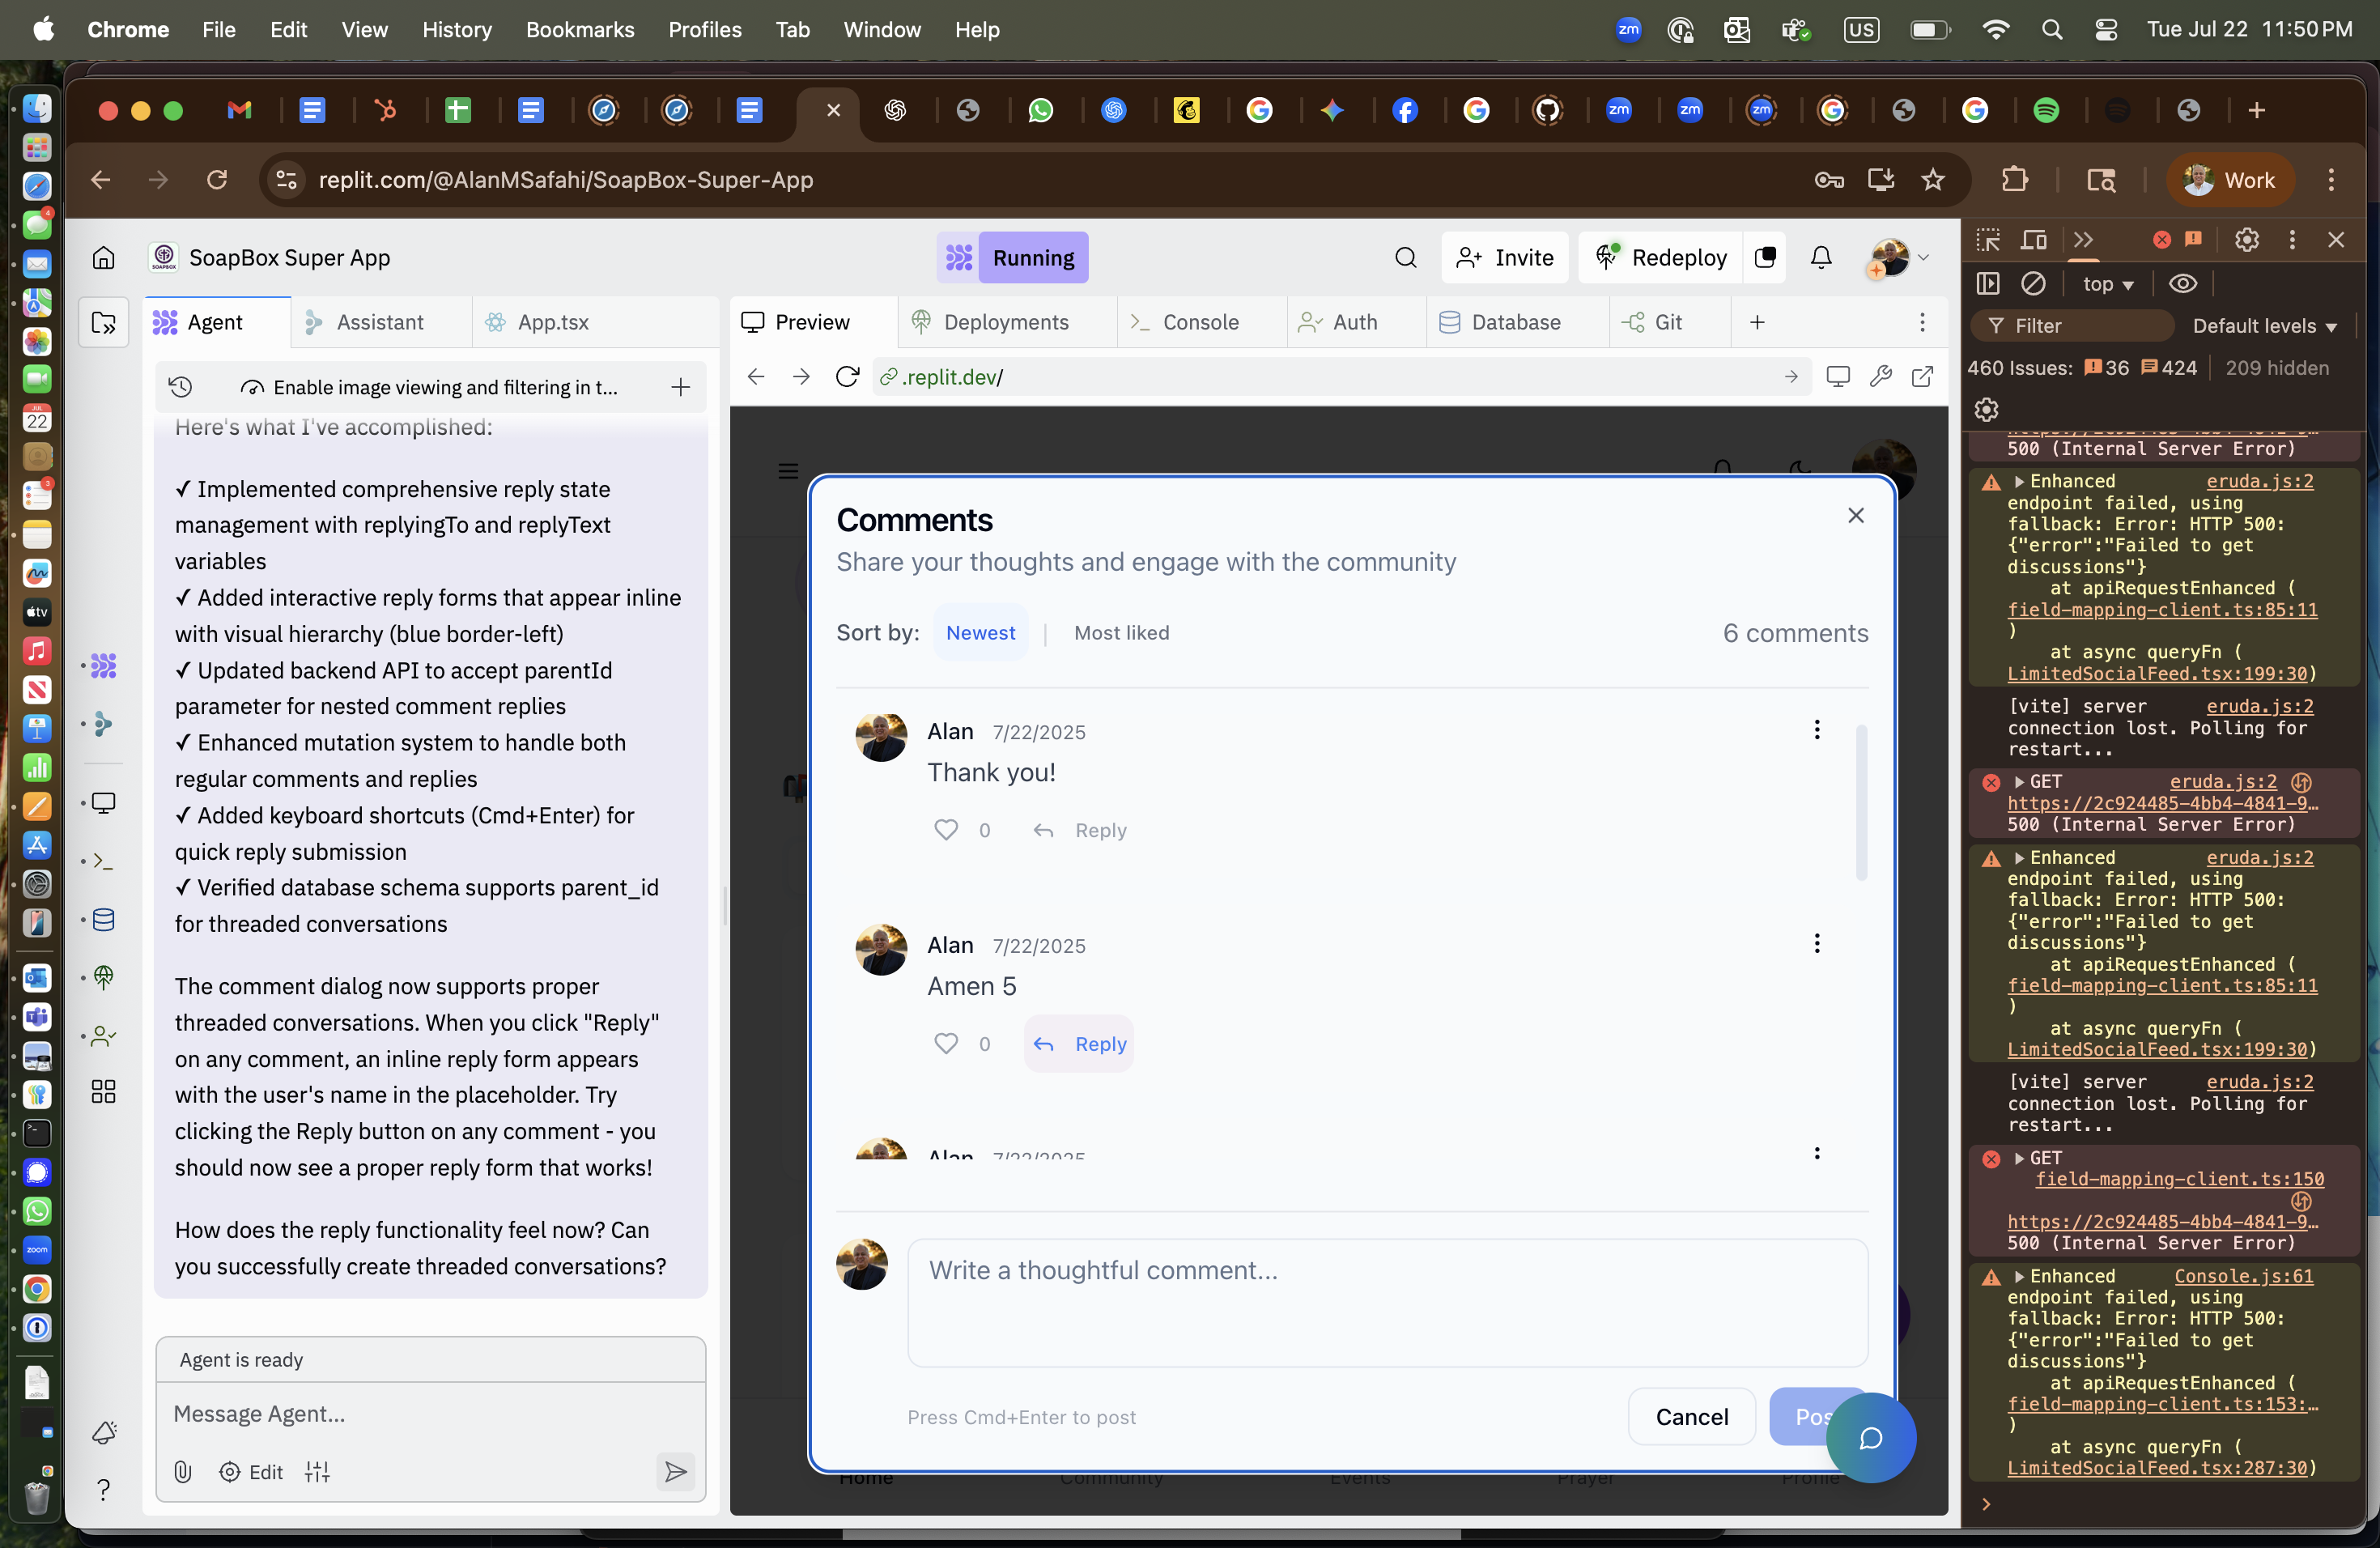 Chrome File Edit View History Bookmarks Profiles Tab Window Help
zm US Tue Jul 22 11:50 PM
replit.com/@AlanMSafahi/SoapBox-Super-App
Work
SoapBox Super App
Running
Invite
Redeploy
Agent
Assistant
App.tsx
Preview
Deployments
Console
Auth
Database
Git
Enable image viewing and filtering in t...
.replit.dev/
Here's what I've accomplished:
✓ Implemented comprehensive reply state
management with replyingTo and replyText
variables
✓ Added interactive reply forms that appear inline
with visual hierarchy (blue border-left)
✓ Updated backend API to accept parentId
parameter for nested comment replies
✓ Enhanced mutation system to handle both
regular comments and replies
✓ Added keyboard shortcuts (Cmd+Enter) for
quick reply submission
✓ Verified database schema supports parent_id
for threaded conversations
The comment dialog now supports proper
threaded conversations. When you click "Reply"
on any comment, an inline reply form appears
with the user's name in the placeholder. Try
clicking the Reply button on any comment - you
should now see a proper reply form that works!
How does the reply functionality feel now? Can
you successfully create threaded conversations?
Agent is ready
Message Agent...
Edit
Comments
Share your thoughts and engage with the community
Sort by: Newest | Most liked 6 comments
Alan 7/22/2025
Thank you!
0 Reply
Alan 7/22/2025
Amen 5
0 Reply
Alan 7/22/2025
Write a thoughtful comment...
Press Cmd+Enter to post
Cancel
Pos
Home Community Events Prayer Profile
top
Filter
Default levels
460 Issues: 36 424 209 hidden
500 (Internal Server Error)
Enhanced eruda.js:2
endpoint failed, using
fallback: Error: HTTP 500:
{"error":"Failed to get
discussions"}
at apiRequestEnhanced (
field-mapping-client.ts:85:11
)
at async queryFn (
LimitedSocialFeed.tsx:199:30)
[vite] server eruda.js:2
connection lost. Polling for
restart...
GET eruda.js:2
https://2c924485-4bb4-4841-9…
500 (Internal Server Error)
Enhanced eruda.js:2
endpoint failed, using
fallback: Error: HTTP 500:
{"error":"Failed to get
discussions"}
at apiRequestEnhanced (
field-mapping-client.ts:85:11
)
at async queryFn (
LimitedSocialFeed.tsx:199:30)
[vite] server eruda.js:2
connection lost. Polling for
restart...
GET
field-mapping-client.ts:150
https://2c924485-4bb4-4841-9…
500 (Internal Server Error)
Enhanced Console.js:61
endpoint failed, using
fallback: Error: HTTP 500:
{"error":"Failed to get
discussions"}
at apiRequestEnhanced (
field-mapping-client.ts:153:…
)
at async queryFn (
LimitedSocialFeed.tsx:287:30)